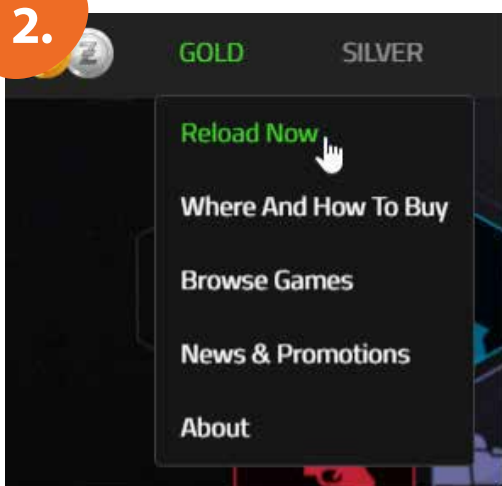 2.
GOLD SILVER
Reload Now
Where And How To Buy
Browse Games
News & Promotions
About